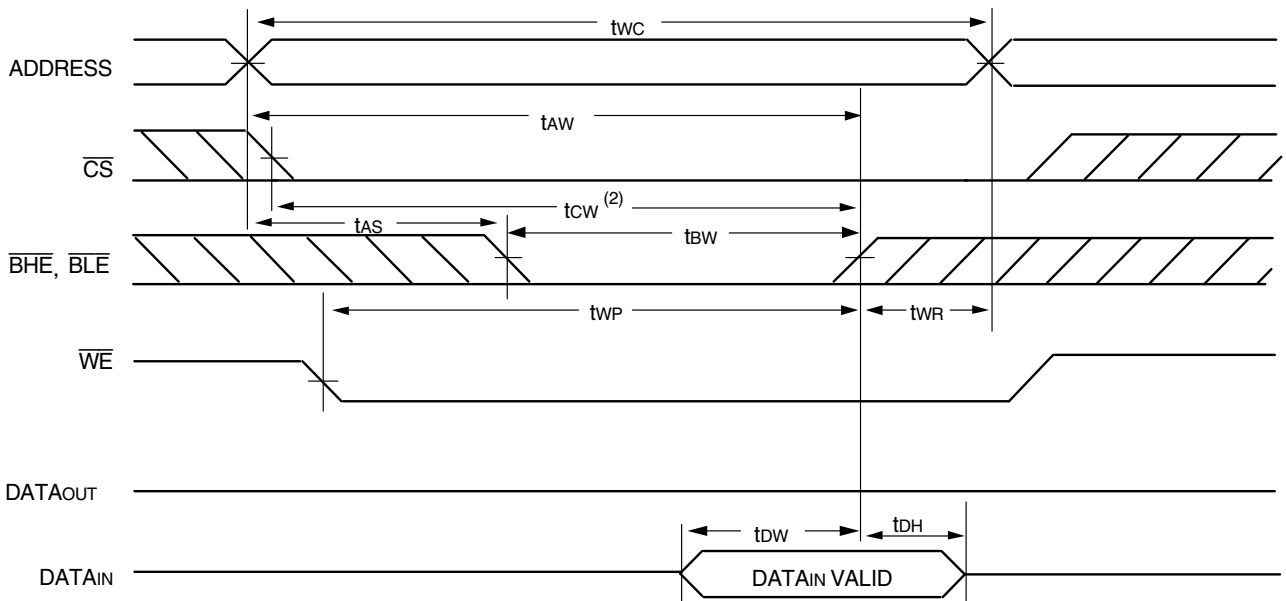 tWC
ADDRESS
tAW
CS
tCW (2)
tAS
tBW
BHE, BLE
tWP
tWR
WE
DATAOUT
tDW
tDH
DATAIN
DATAIN VALID